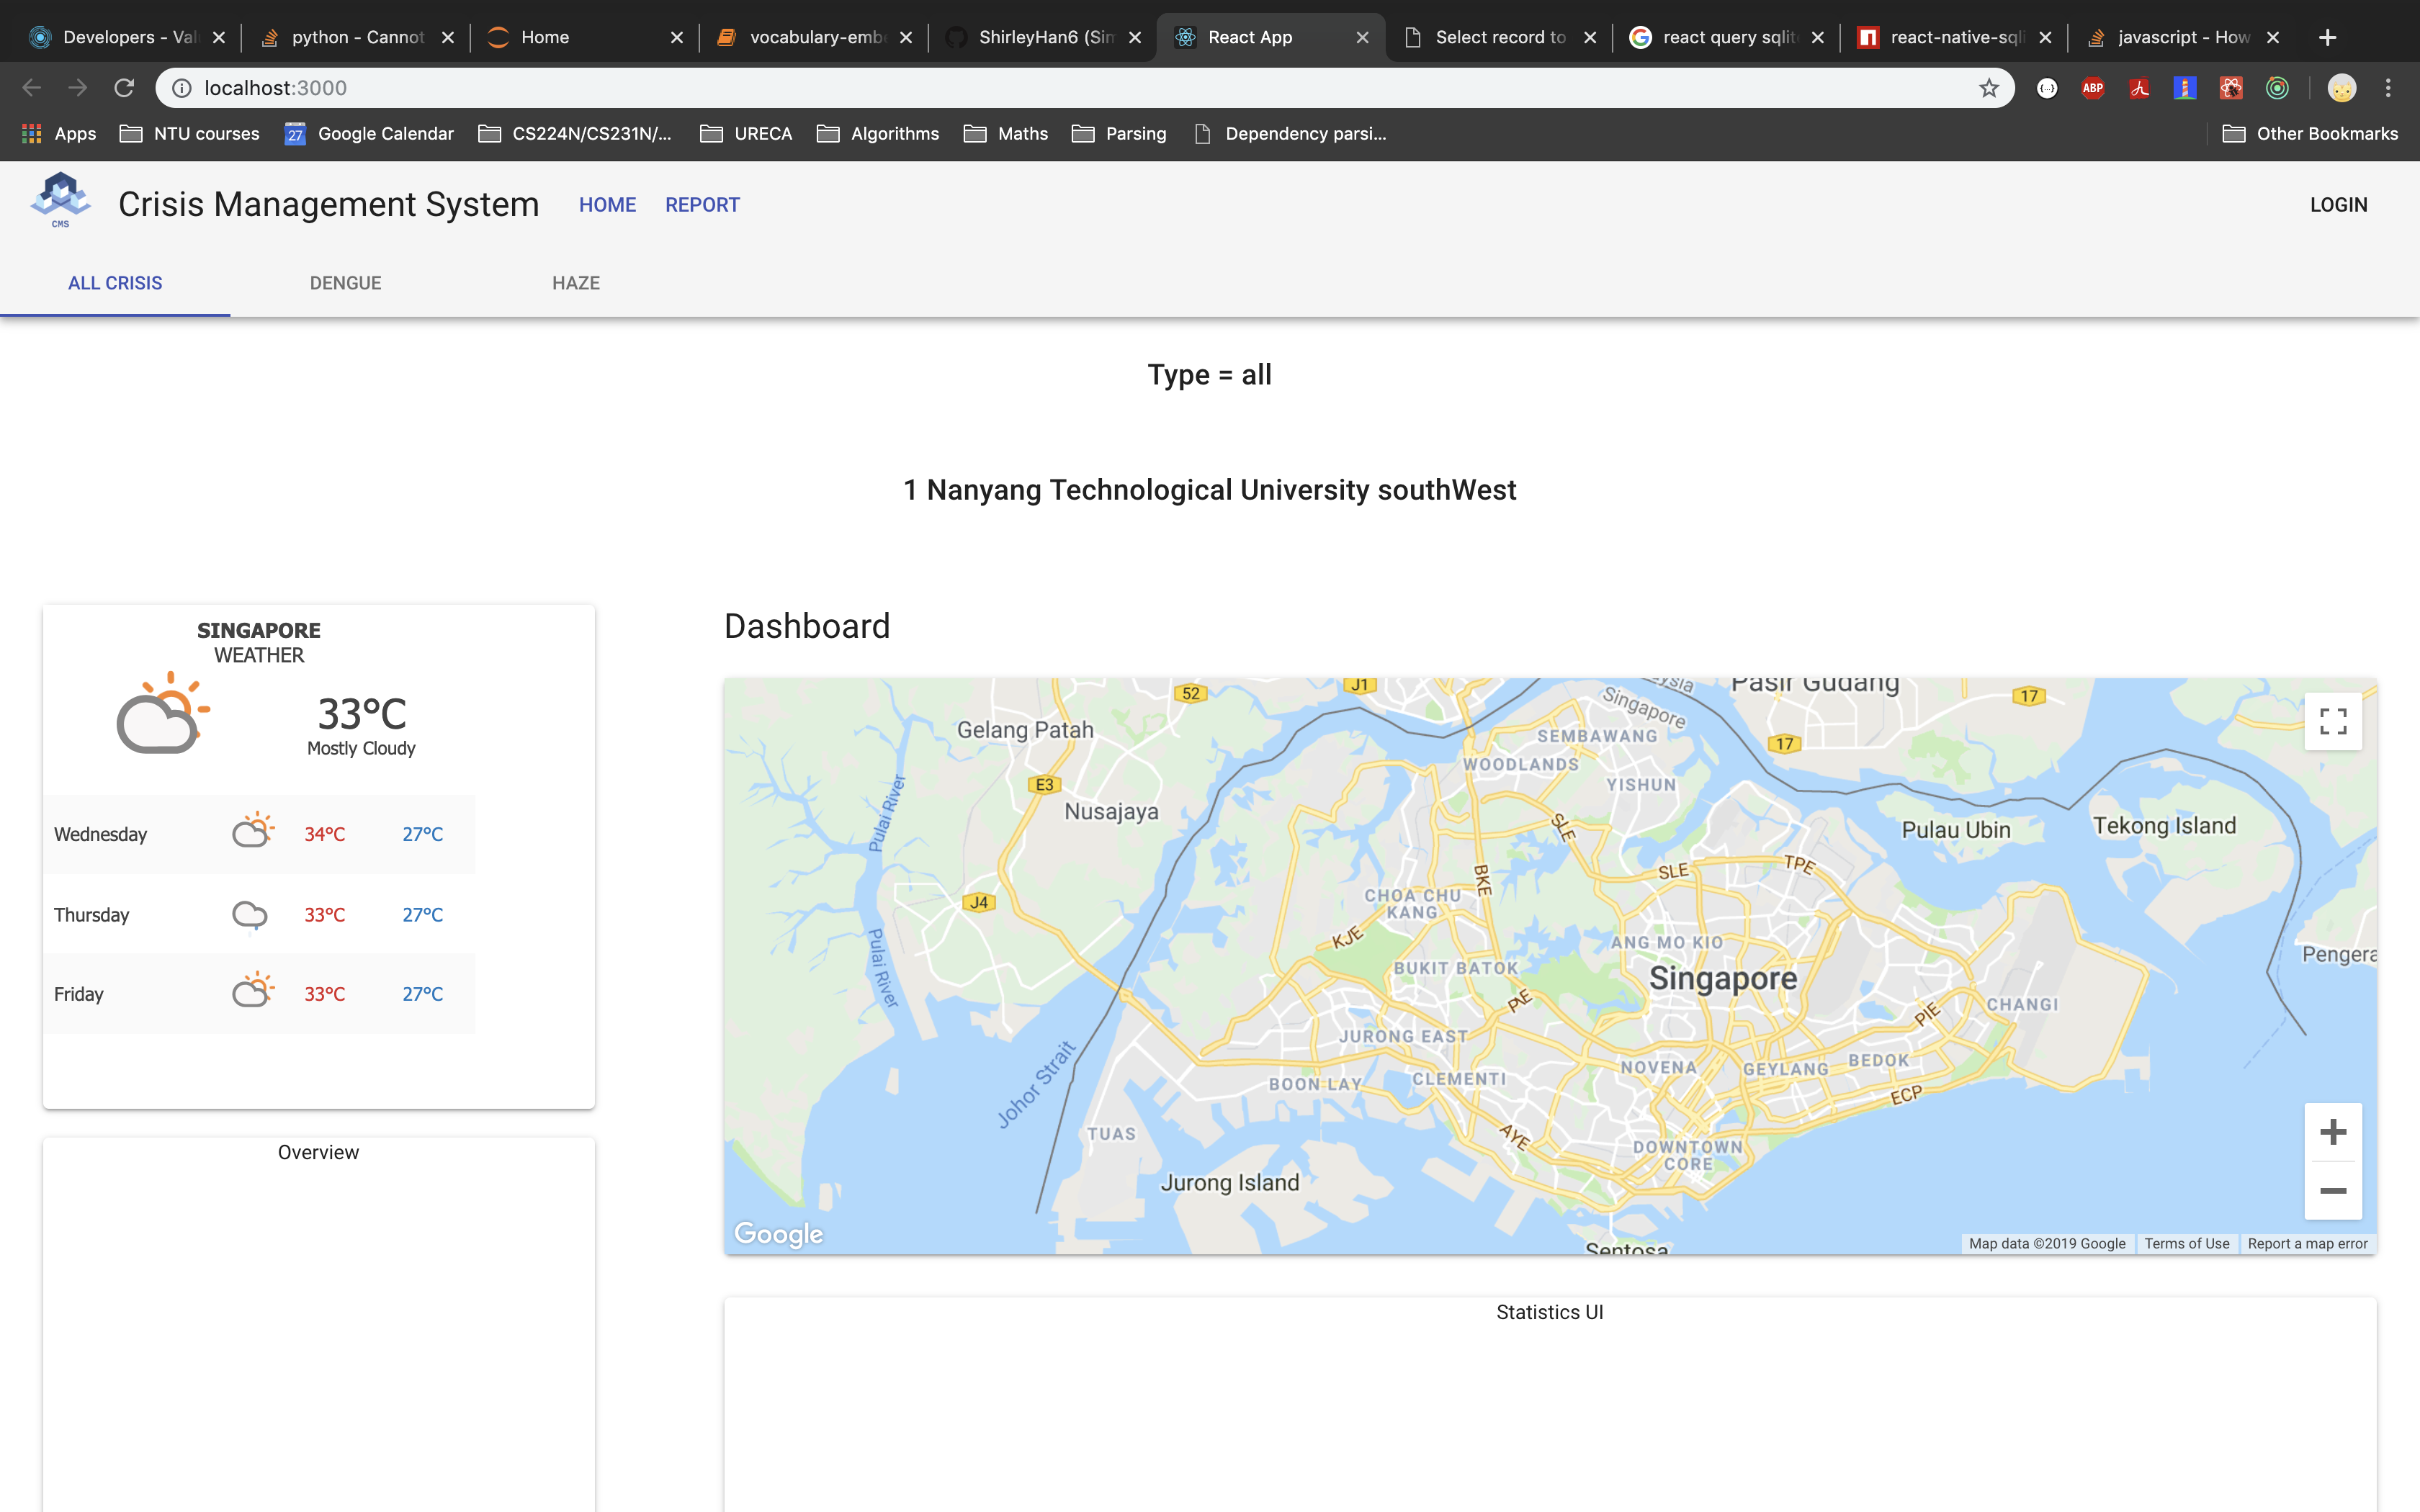 Developers - Val
python - Cannot
Home
vocabulary-embe
ShirleyHan6 (Sim
React App
Select record to
react query sqlit
react-native-sqli
javascript - How
localhost:3000
ABP
Apps
NTU courses
27
Google Calendar
CS224N/CS231N/...
URECA
Algorithms
Maths
Parsing
Dependency parsi...
Other Bookmarks
CMS
Crisis Management System
HOME
REPORT
LOGIN
ALL CRISIS
DENGUE
HAZE
Type = all
1 Nanyang Technological University southWest
SINGAPORE
WEATHER
33°C
Mostly Cloudy
Wednesday 34°C 27°C
Thursday 33°C 27°C
Friday 33°C 27°C
Overview
Dashboard
52
J1
ysia
Singapore
Pasir Gudang
17
Gelang Patah
SEMBAWANG
17
WOODLANDS
YISHUN
E3
Nusajaya
Pulai River
SLE
Pulau Ubin
Tekong Island
BKE
SLE
TPE
CHOA CHU
KANG
J4
KJE
ANG MO KIO
Pengera
Pulai River
BUKIT BATOK
Singapore
PIE
CHANGI
PIE
JURONG EAST
Johor Strait
NOVENA
GEYLANG
BEDOK
BOON LAY
CLEMENTI
ECP
TUAS
AYE
DOWNTOWN
CORE
Jurong Island
Google
Sentosa
Map data ©2019 Google
Terms of Use
Report a map error
Statistics UI